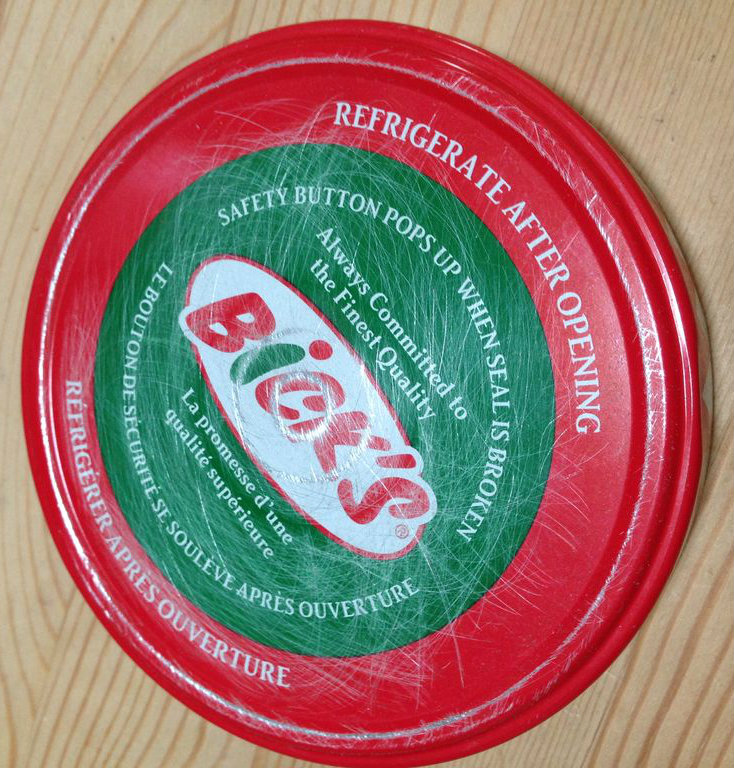 REFRIGERATE AFTER OPENING
SAFETY BUTTON POPS UP WHEN SEAL IS BROKEN
Always Committed to
the Finest Quality
Bick's®
La promesse d'une
qualité supérieure
LE BOUTON DE SÉCURITÉ SE SOULÈVE APRÈS OUVERTURE
RÉFRIGÉRER APRÈS OUVERTURE